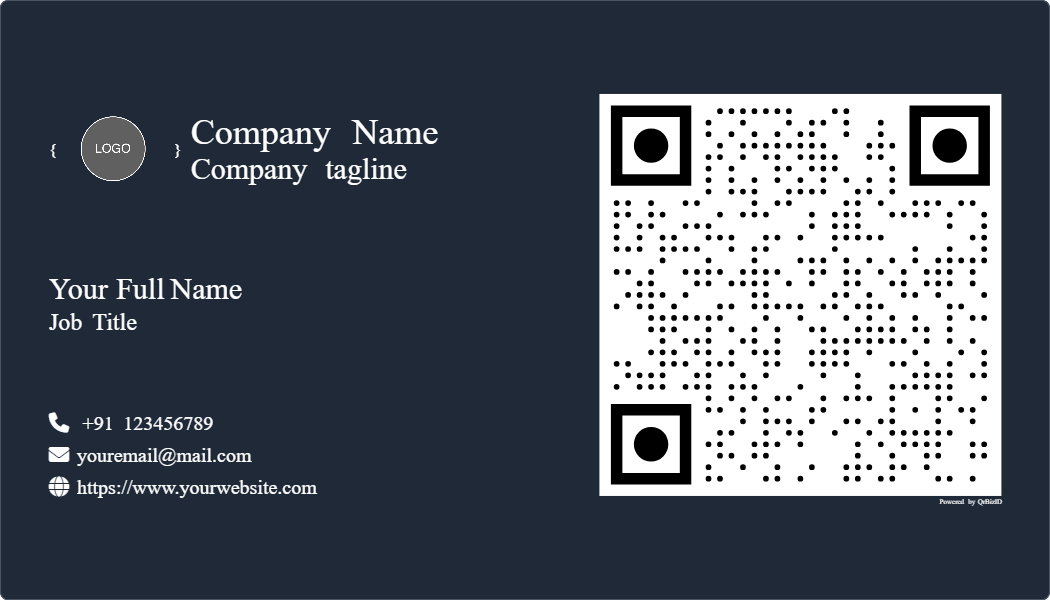 { LOGO }
Company Name
Company tagline
Your Full Name
Job Title
+91 123456789
youremail@mail.com
https://www.yourwebsite.com
Powered by QrBizID